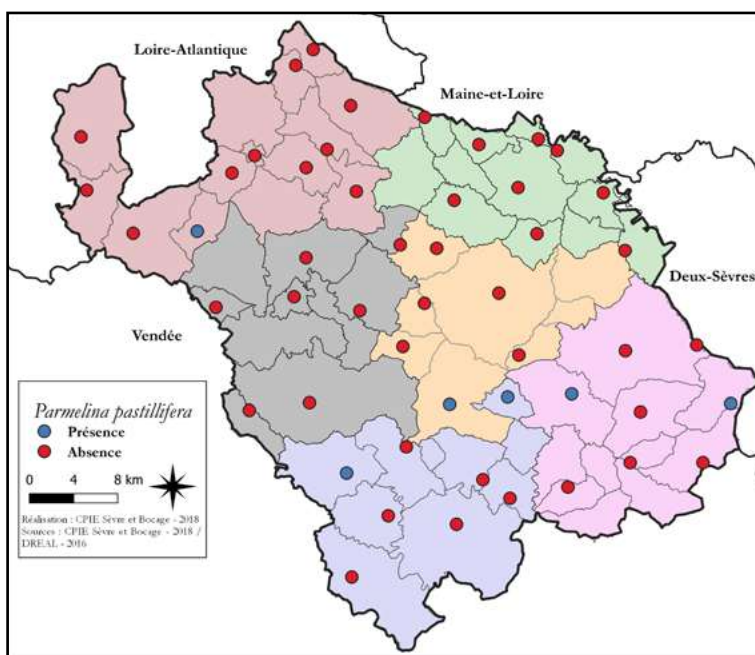 Loire-Atlantique
Maine-et-Loire
Deux-Sèvres
Vendée
Parmelina pastillifera
Présence
Absence
0 4 8 km
Réalisation : CPIE Sèvre et Bocage - 2018
Sources : CPIE Sèvre et Bocage - 2018 /
DREAL - 2016